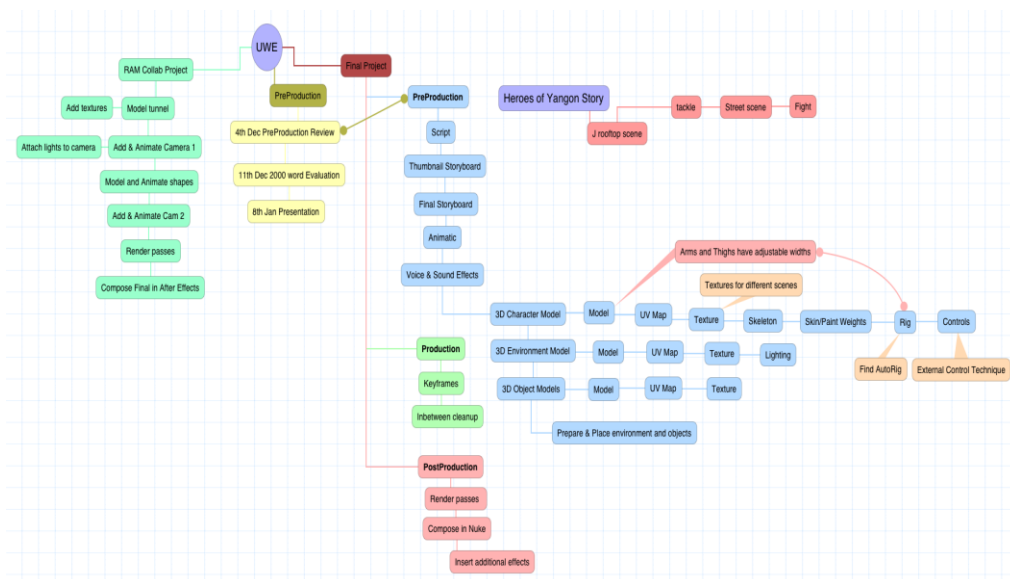 UWE
RAM Collab Project
Add textures
Model tunnel
Attach lights to camera
Add & Animate Camera 1
Model and Animate shapes
Add & Animate Cam 2
Render passes
Compose Final in After Effects
PreProduction
4th Dec PreProduction Review
11th Dec 2000 word Evaluation
8th Jan Presentation
Final Project
PreProduction
Script
Thumbnail Storyboard
Final Storyboard
Animatic
Voice & Sound Effects
Heroes of Yangon Story
J rooftop scene
tackle
Street scene
Fight
Arms and Thighs have adjustable widths
Textures for different scenes
3D Character Model
Model
UV Map
Texture
Skeleton
Skin/Paint Weights
Rig
Controls
Find AutoRig
External Control Technique
3D Environment Model
Model
UV Map
Texture
Lighting
3D Object Models
Model
UV Map
Texture
Prepare & Place environment and objects
Production
Keyframes
Inbetween cleanup
PostProduction
Render passes
Compose in Nuke
Insert additional effects